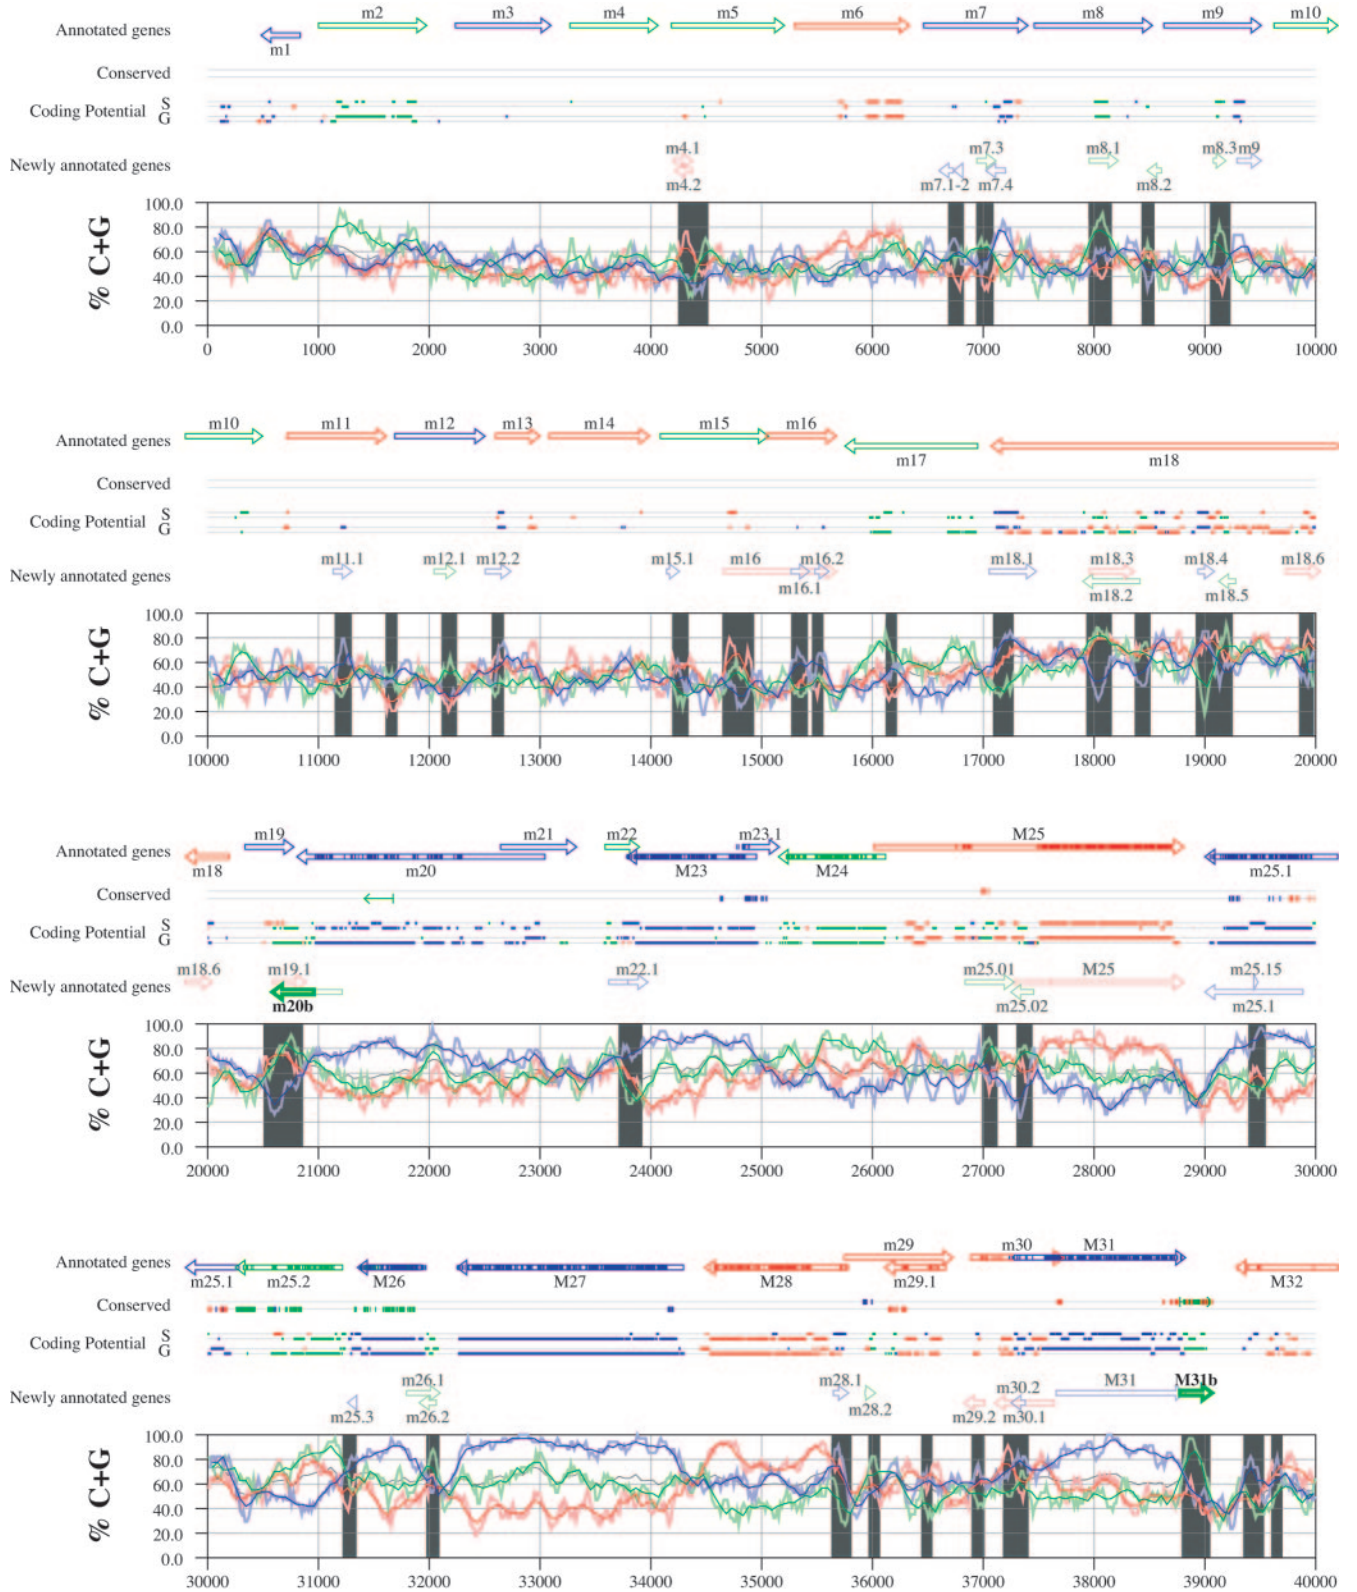 m2 m3 m4 m5 m6 m7 m8 m9 m10
Annotated genes
m1
Conserved
Coding Potential S
G
m4.1 m7.3 m8.1 m8.3 m9
Newly annotated genes
m4.2 m7.1-2 m7.4 m8.2
% C+G
100.0
80.0
60.0
40.0
20.0
0.0
0 1000 2000 3000 4000 5000 6000 7000 8000 9000 10000
m10 m11 m12 m13 m14 m15 m16
Annotated genes
m17 m18
Conserved
Coding Potential S
G
m11.1 m12.1 m12.2 m15.1 m16 m16.2 m18.1 m18.3 m18.4 m18.6
Newly annotated genes
m16.1 m18.2 m18.5
% C+G
100.0
80.0
60.0
40.0
20.0
0.0
10000 11000 12000 13000 14000 15000 16000 17000 18000 19000 20000
m19 m21 m22 m23.1 M25
Annotated genes
m18 m20 M23 M24 m25.1
Conserved
Coding Potential S
G
m18.6 m19.1 m22.1 m25.01 M25 m25.15
Newly annotated genes
m20b m25.02 m25.1
% C+G
100.0
80.0
60.0
40.0
20.0
0.0
20000 21000 22000 23000 24000 25000 26000 27000 28000 29000 30000
m29 m30 M31
Annotated genes
m25.1 m25.2 M26 M27 M28 m29.1 M32
Conserved
Coding Potential S
G
m26.1 m28.1 m30.2 M31 M31b
Newly annotated genes
m25.3 m26.2 m28.2 m29.2 m30.1
% C+G
100.0
80.0
60.0
40.0
20.0
0.0
30000 31000 32000 33000 34000 35000 36000 37000 38000 39000 40000